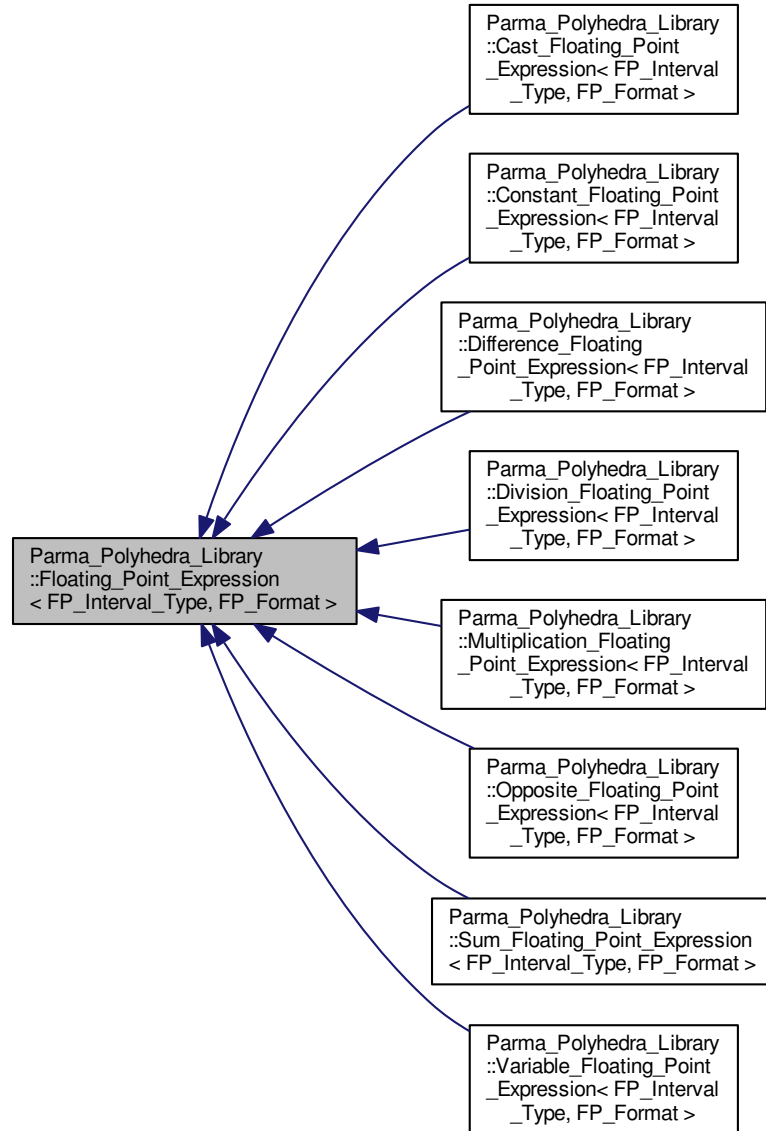 Parma_Polyhedra_Library
::Cast_Floating_Point
_Expression< FP_Interval
_Type, FP_Format >
Parma_Polyhedra_Library
::Constant_Floating_Point
_Expression< FP_Interval
_Type, FP_Format >
Parma_Polyhedra_Library
::Difference_Floating
_Point_Expression< FP_Interval
_Type, FP_Format >
Parma_Polyhedra_Library
::Division_Floating_Point
_Expression< FP_Interval
_Type, FP_Format >
Parma_Polyhedra_Library
::Floating_Point_Expression
< FP_Interval_Type, FP_Format >
Parma_Polyhedra_Library
::Multiplication_Floating
_Point_Expression< FP_Interval
_Type, FP_Format >
Parma_Polyhedra_Library
::Opposite_Floating_Point
_Expression< FP_Interval
_Type, FP_Format >
Parma_Polyhedra_Library
::Sum_Floating_Point_Expression
< FP_Interval_Type, FP_Format >
Parma_Polyhedra_Library
::Variable_Floating_Point
_Expression< FP_Interval
_Type, FP_Format >